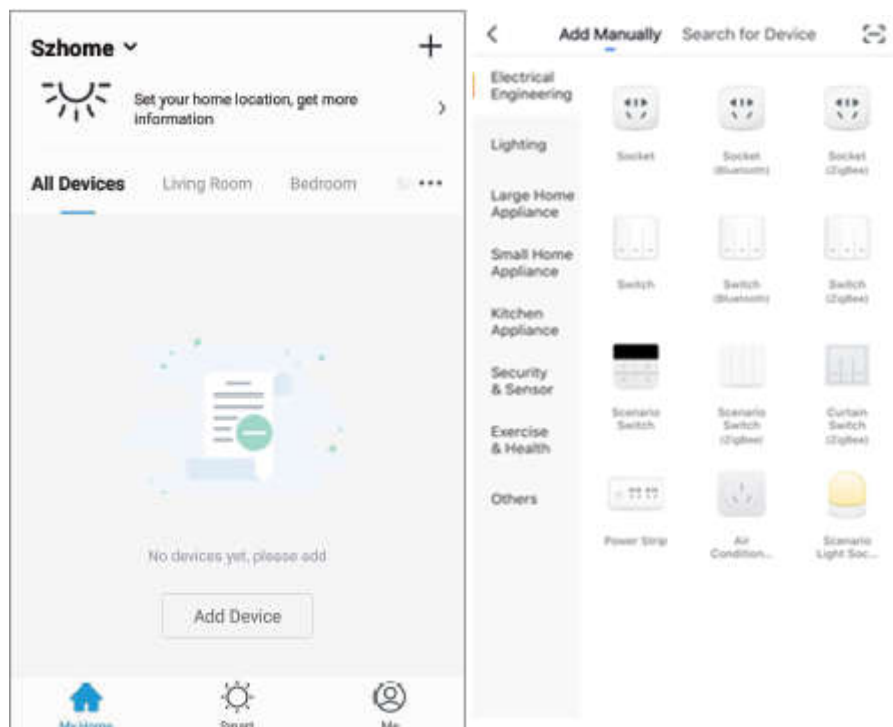 Szhome
Set your home location, get more
information
All Devices
Living Room
Bedroom
No devices yet, please add
Add Device
My Home
Smart
Me
Add Manually
Search for Device
Electrical
Engineering
Lighting
Large Home
Appliance
Small Home
Appliance
Kitchen
Appliance
Security
& Sensor
Exercise
& Health
Others
Socket
Socket
(Bluetooth)
Socket
(ZigBee)
Switch
Switch
(Bluetooth)
Switch
(ZigBee)
Scenario
Switch
Scenario
Switch
(ZigBee)
Curtain
Switch
(ZigBee)
Power Strip
Air
Condition...
Scenario
Light Soc...